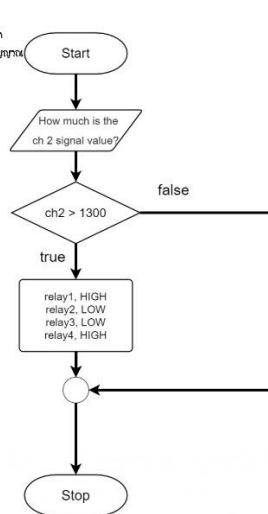 Start
How much is the
ch 2 signal value?
ch2 > 1300
false
true
relay1, HIGH
relay2, LOW
relay3, LOW
relay4, HIGH
Stop